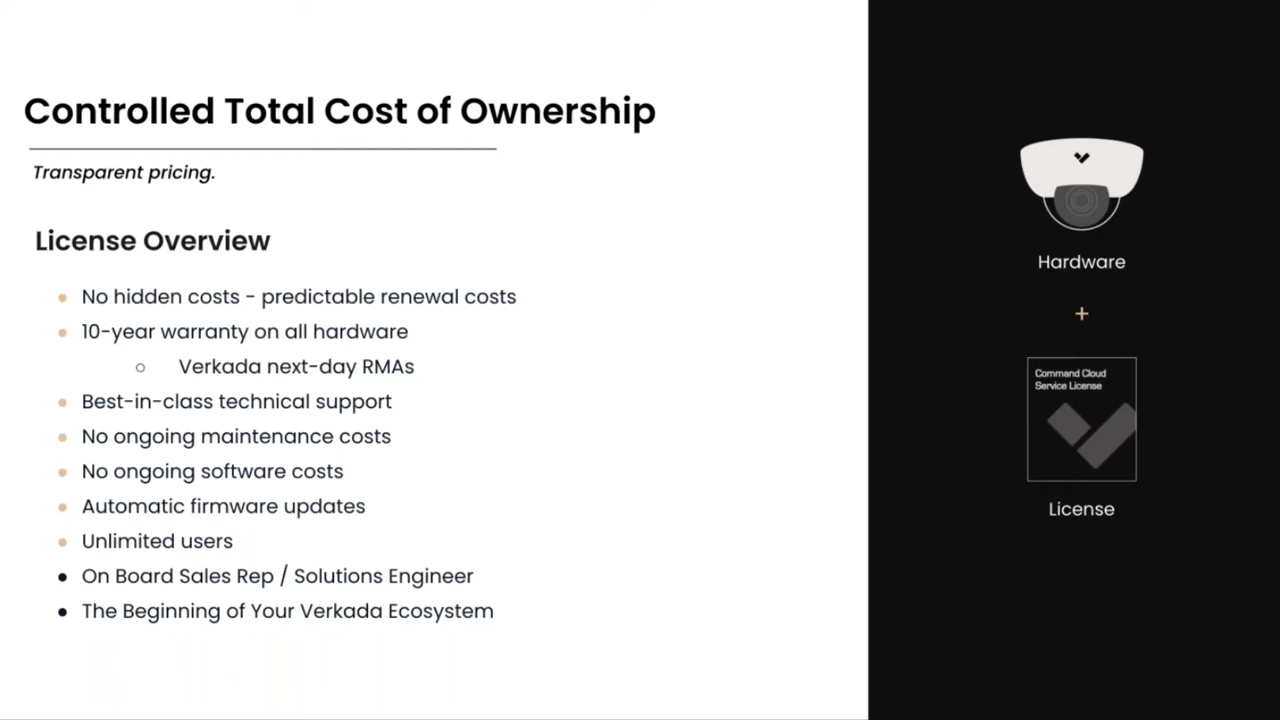 Controlled Total Cost of Ownership
Transparent pricing.
License Overview
No hidden costs - predictable renewal costs
10-year warranty on all hardware
Verkada next-day RMAs
Best-in-class technical support
No ongoing maintenance costs
No ongoing software costs
Automatic firmware updates
Unlimited users
On Board Sales Rep / Solutions Engineer
The Beginning of Your Verkada Ecosystem
Hardware
+
Command Cloud
Service License
License